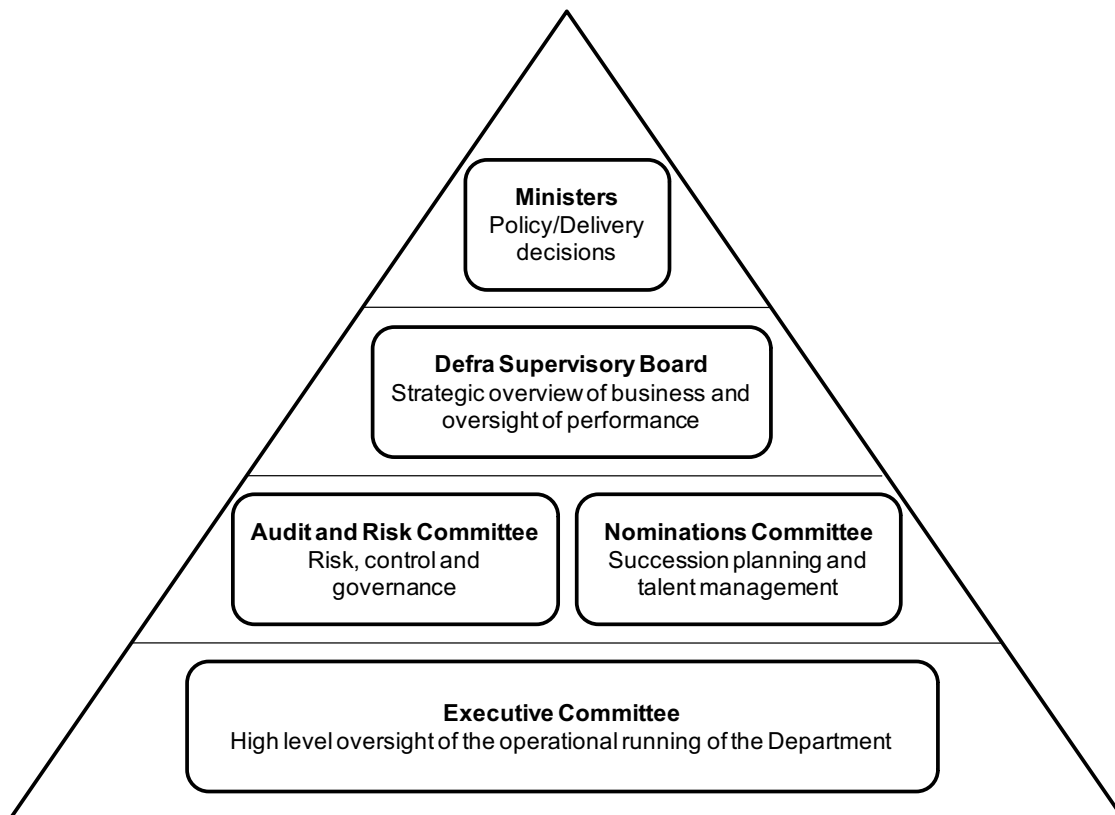 Ministers
Policy/Delivery
decisions
Defra Supervisory Board
Strategic overview of business and
oversight of performance
Audit and Risk Committee
Risk, control and
governance
Nominations Committee
Succession planning and
talent management
Executive Committee
High level oversight of the operational running of the Department